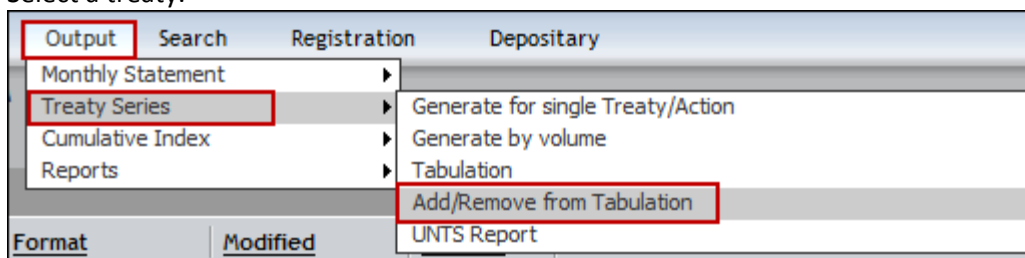 Select a treaty.
Output Search Registration Depositary
Monthly Statement
Treaty Series
Generate for single Treaty/Action
Cumulative Index
Generate by volume
Reports
Tabulation
Add/Remove from Tabulation
Format Modified
UNTS Report